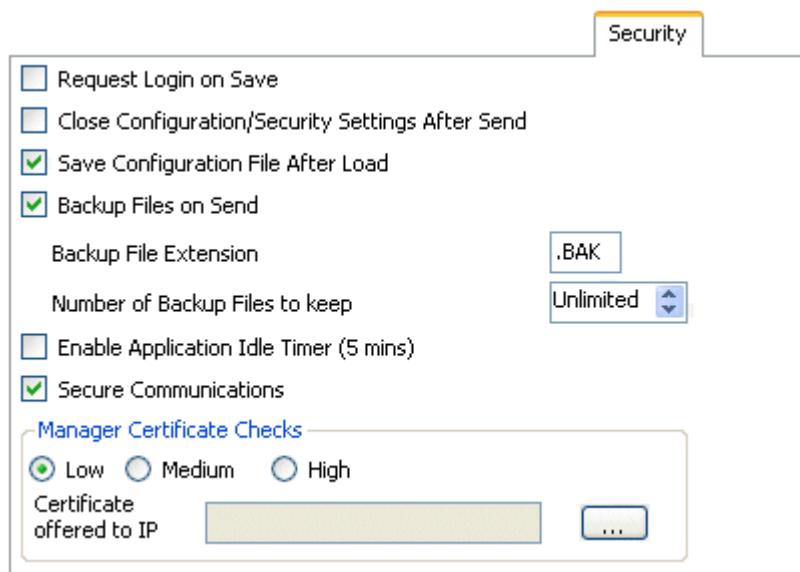 Security
Request Login on Save
Close Configuration/Security Settings After Send
Save Configuration File After Load
Backup Files on Send
Backup File Extension .BAK
Number of Backup Files to keep Unlimited
Enable Application Idle Timer (5 mins)
Secure Communications
Manager Certificate Checks
Low Medium High
Certificate
offered to IP ...